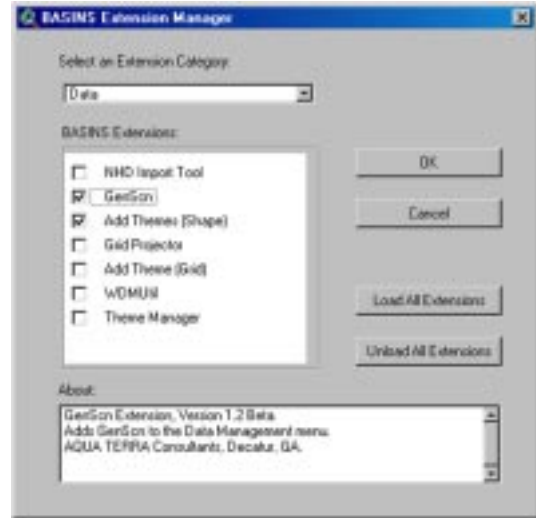 BASINS Extension Manager
Select an Extension Category:
Data
BASINS Extensions:
NHD Import Tool
GenScn
Add Themes (Shape)
Grid Projector
Add Theme (Grid)
WDMUtil
Theme Manager
OK
Cancel
Load All Extensions
Unload All Extensions
About:
GenScn Extension, Version 1.2 Beta.
Adds GenScn to the Data Management menu.
AQUA TERRA Consultants, Decatur, GA.